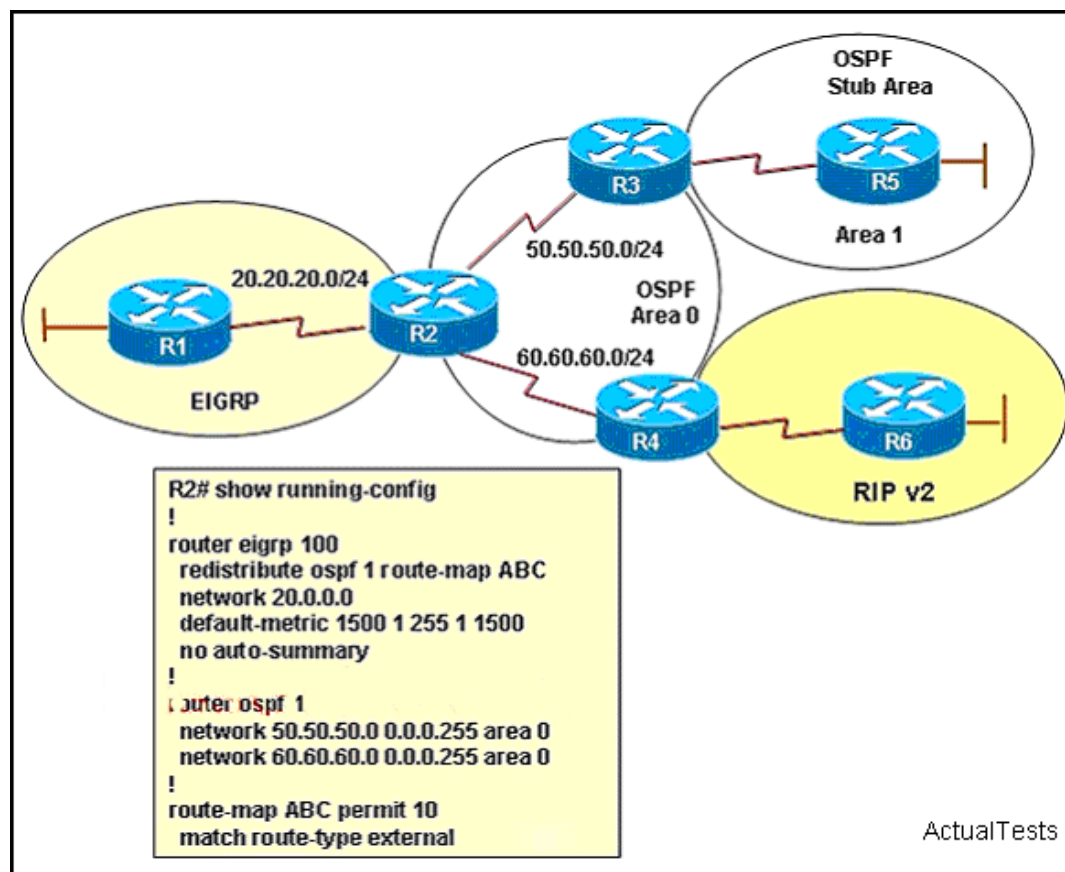 OSPF
Stub Area
R3
R5
Area 1
50.50.50.0/24
20.20.20.0/24
OSPF
Area 0
R1
R2
60.60.60.0/24
EIGRP
R4
R6
RIP v2
R2# show running-config
!
router eigrp 100
redistribute ospf 1 route-map ABC
network 20.0.0.0
default-metric 1500 1 255 1 1500
no auto-summary
!
router ospf 1
network 50.50.50.0 0.0.0.255 area 0
network 60.60.60.0 0.0.0.255 area 0
!
route-map ABC permit 10
match route-type external
ActualTests